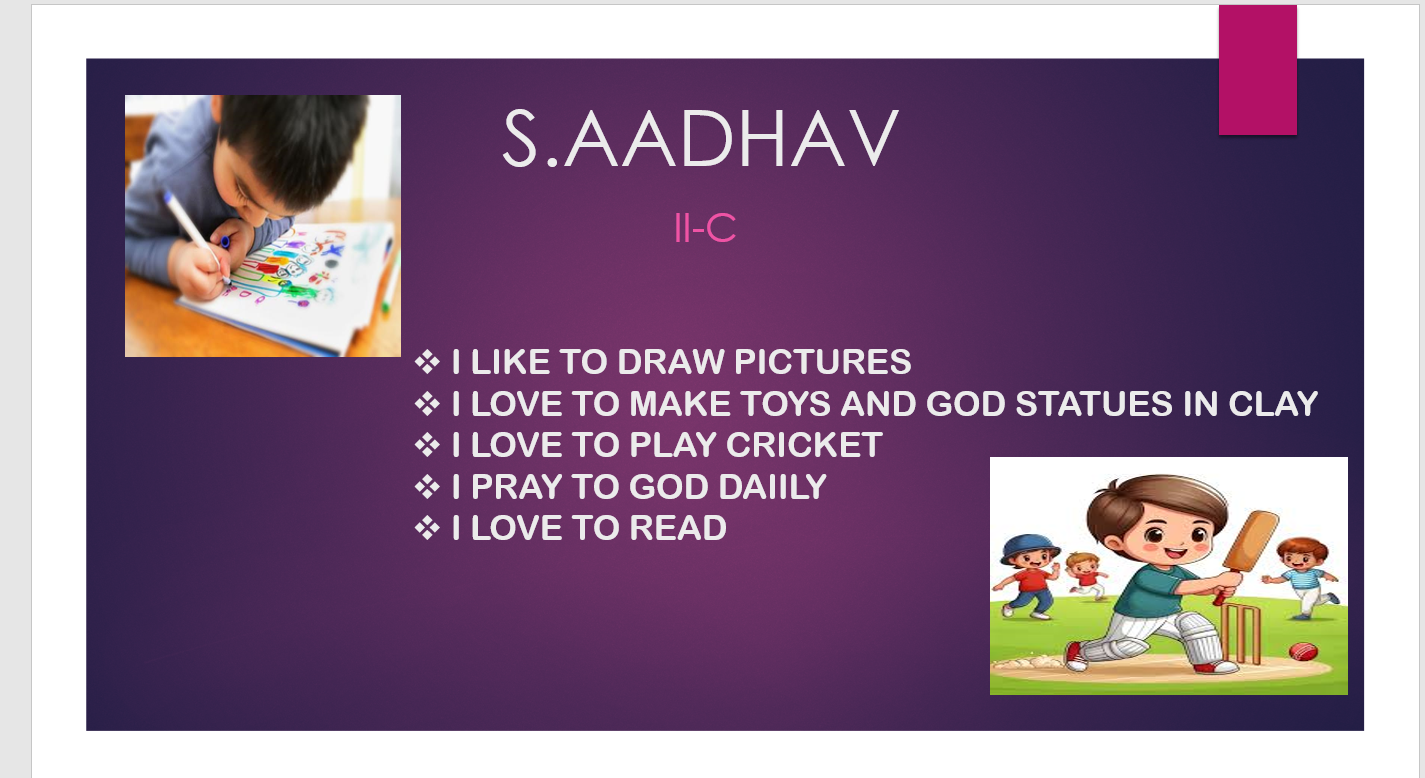 S.AADHAV
II-C
❖ I LIKE TO DRAW PICTURES
❖ I LOVE TO MAKE TOYS AND GOD STATUES IN CLAY
❖ I LOVE TO PLAY CRICKET
❖ I PRAY TO GOD DAIILY
❖ I LOVE TO READ